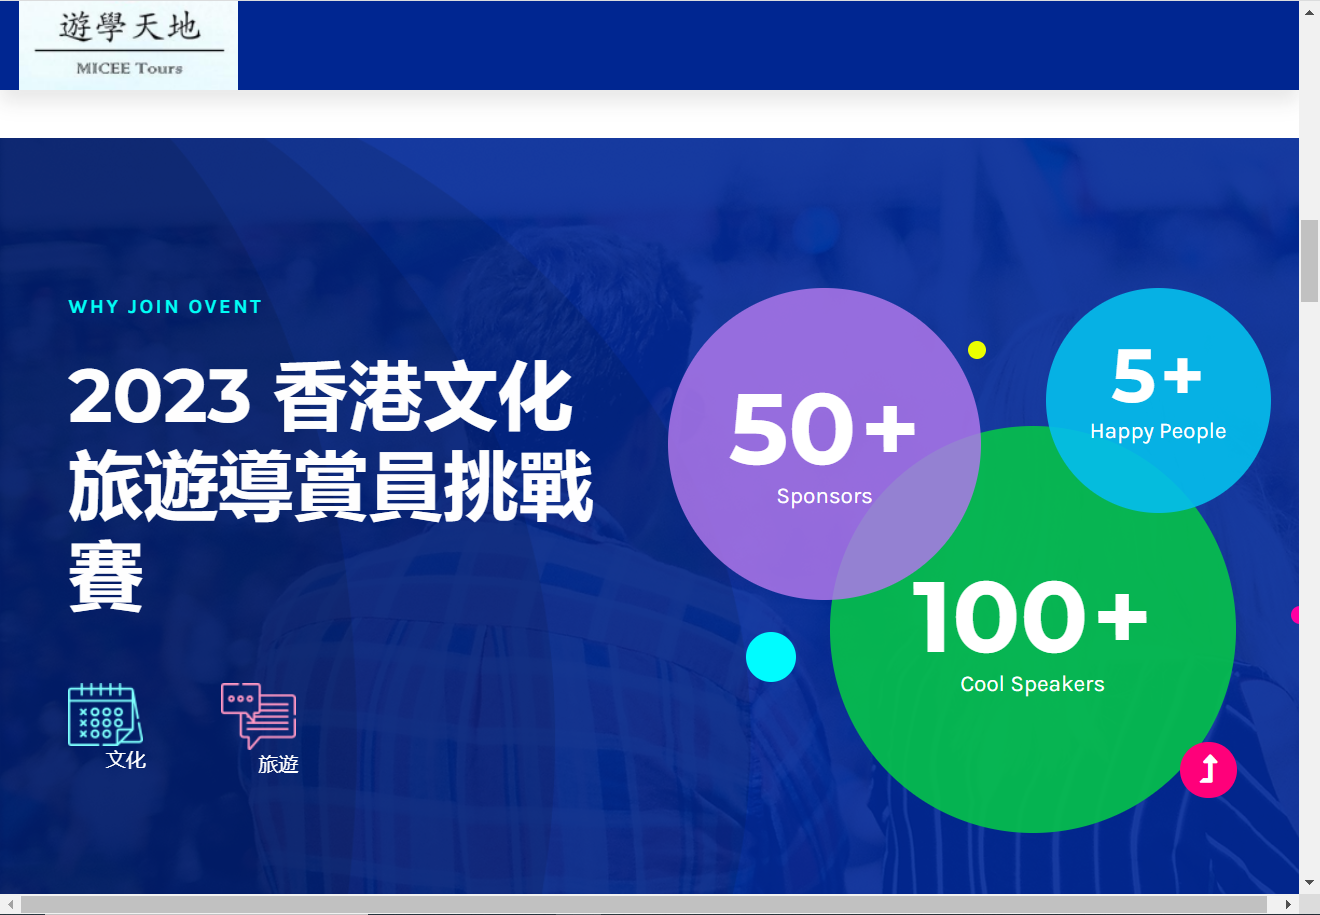 遊學天地
MICEE Tours
WHY JOIN OVENT
2023 香港文化
旅遊導賞員挑戰
賽
文化
旅遊
50+
Sponsors
5+
Happy People
100+
Cool Speakers